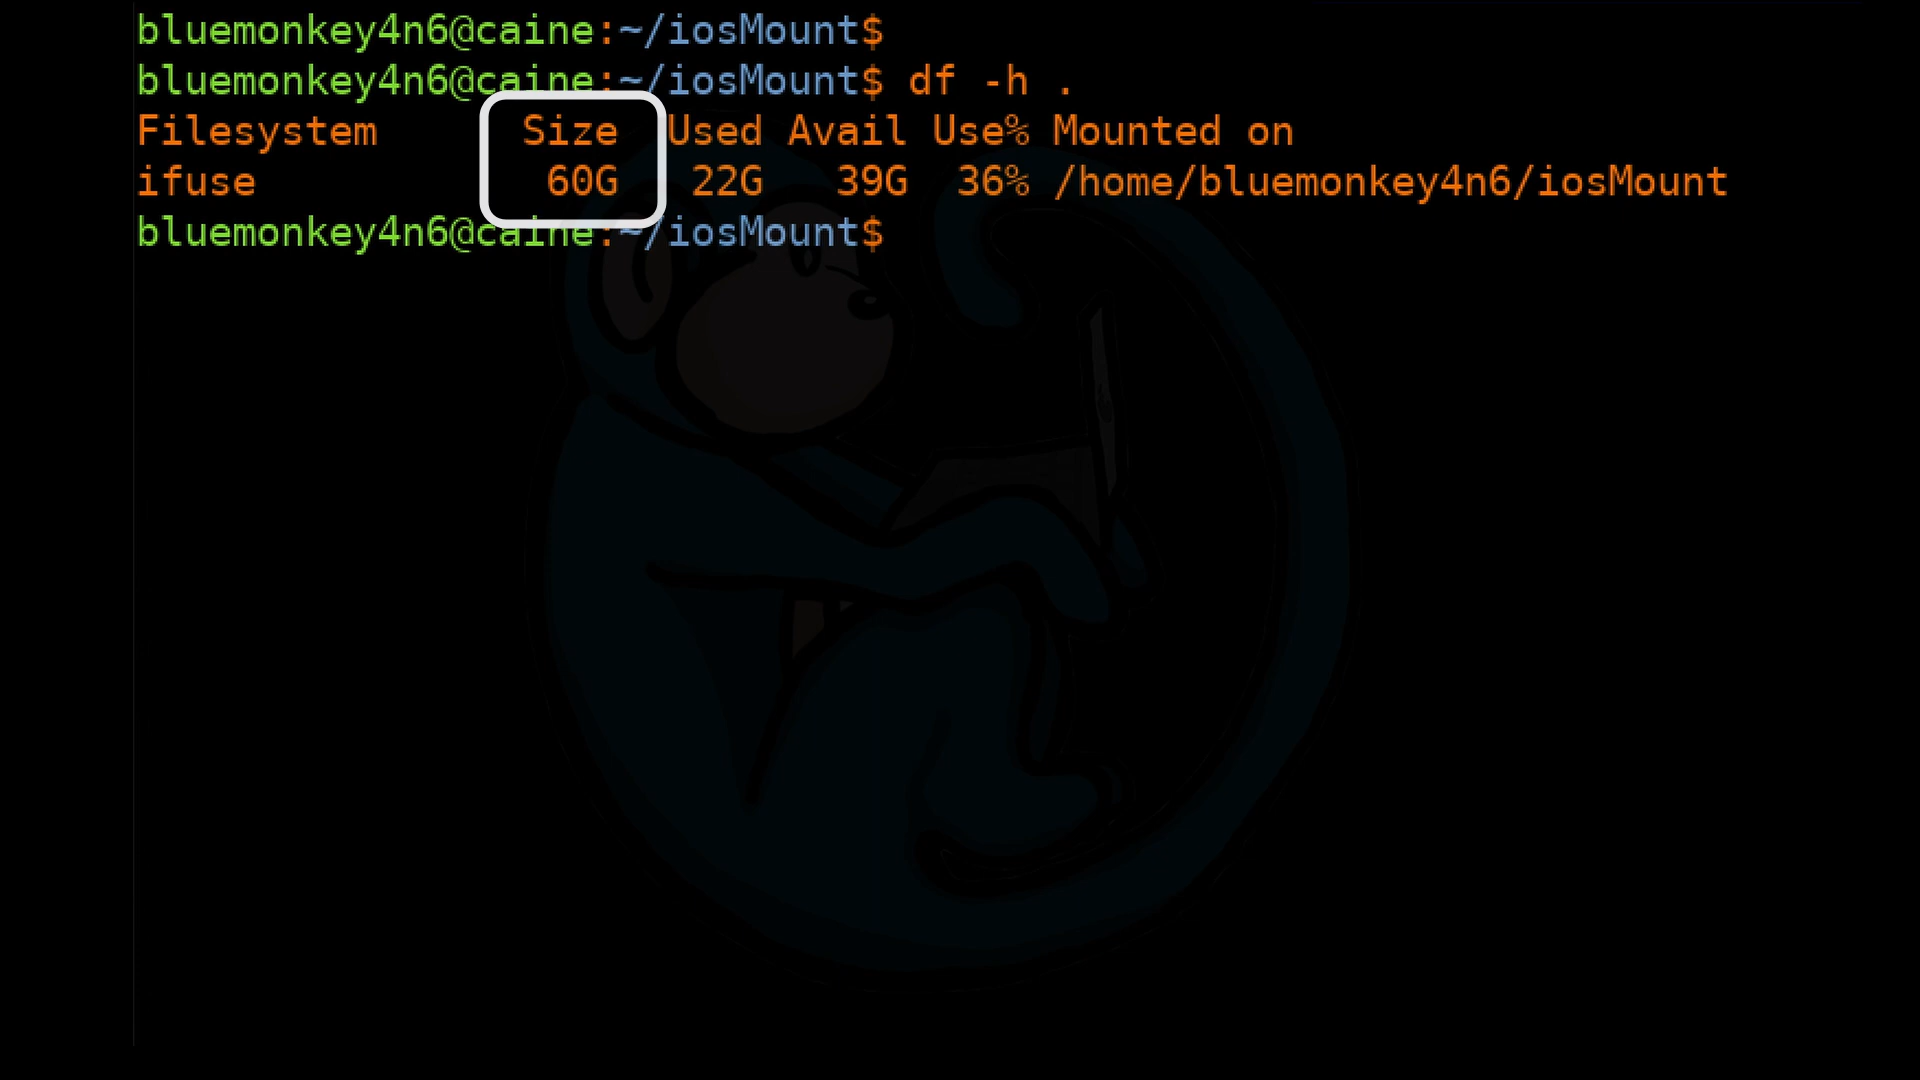 bluemonkey4n6@caine:~/iosMount$
bluemonkey4n6@caine:~/iosMount$ df -h .
Filesystem      Size  Used Avail Use% Mounted on
ifuse            60G   22G   39G  36% /home/bluemonkey4n6/iosMount
bluemonkey4n6@caine:~/iosMount$